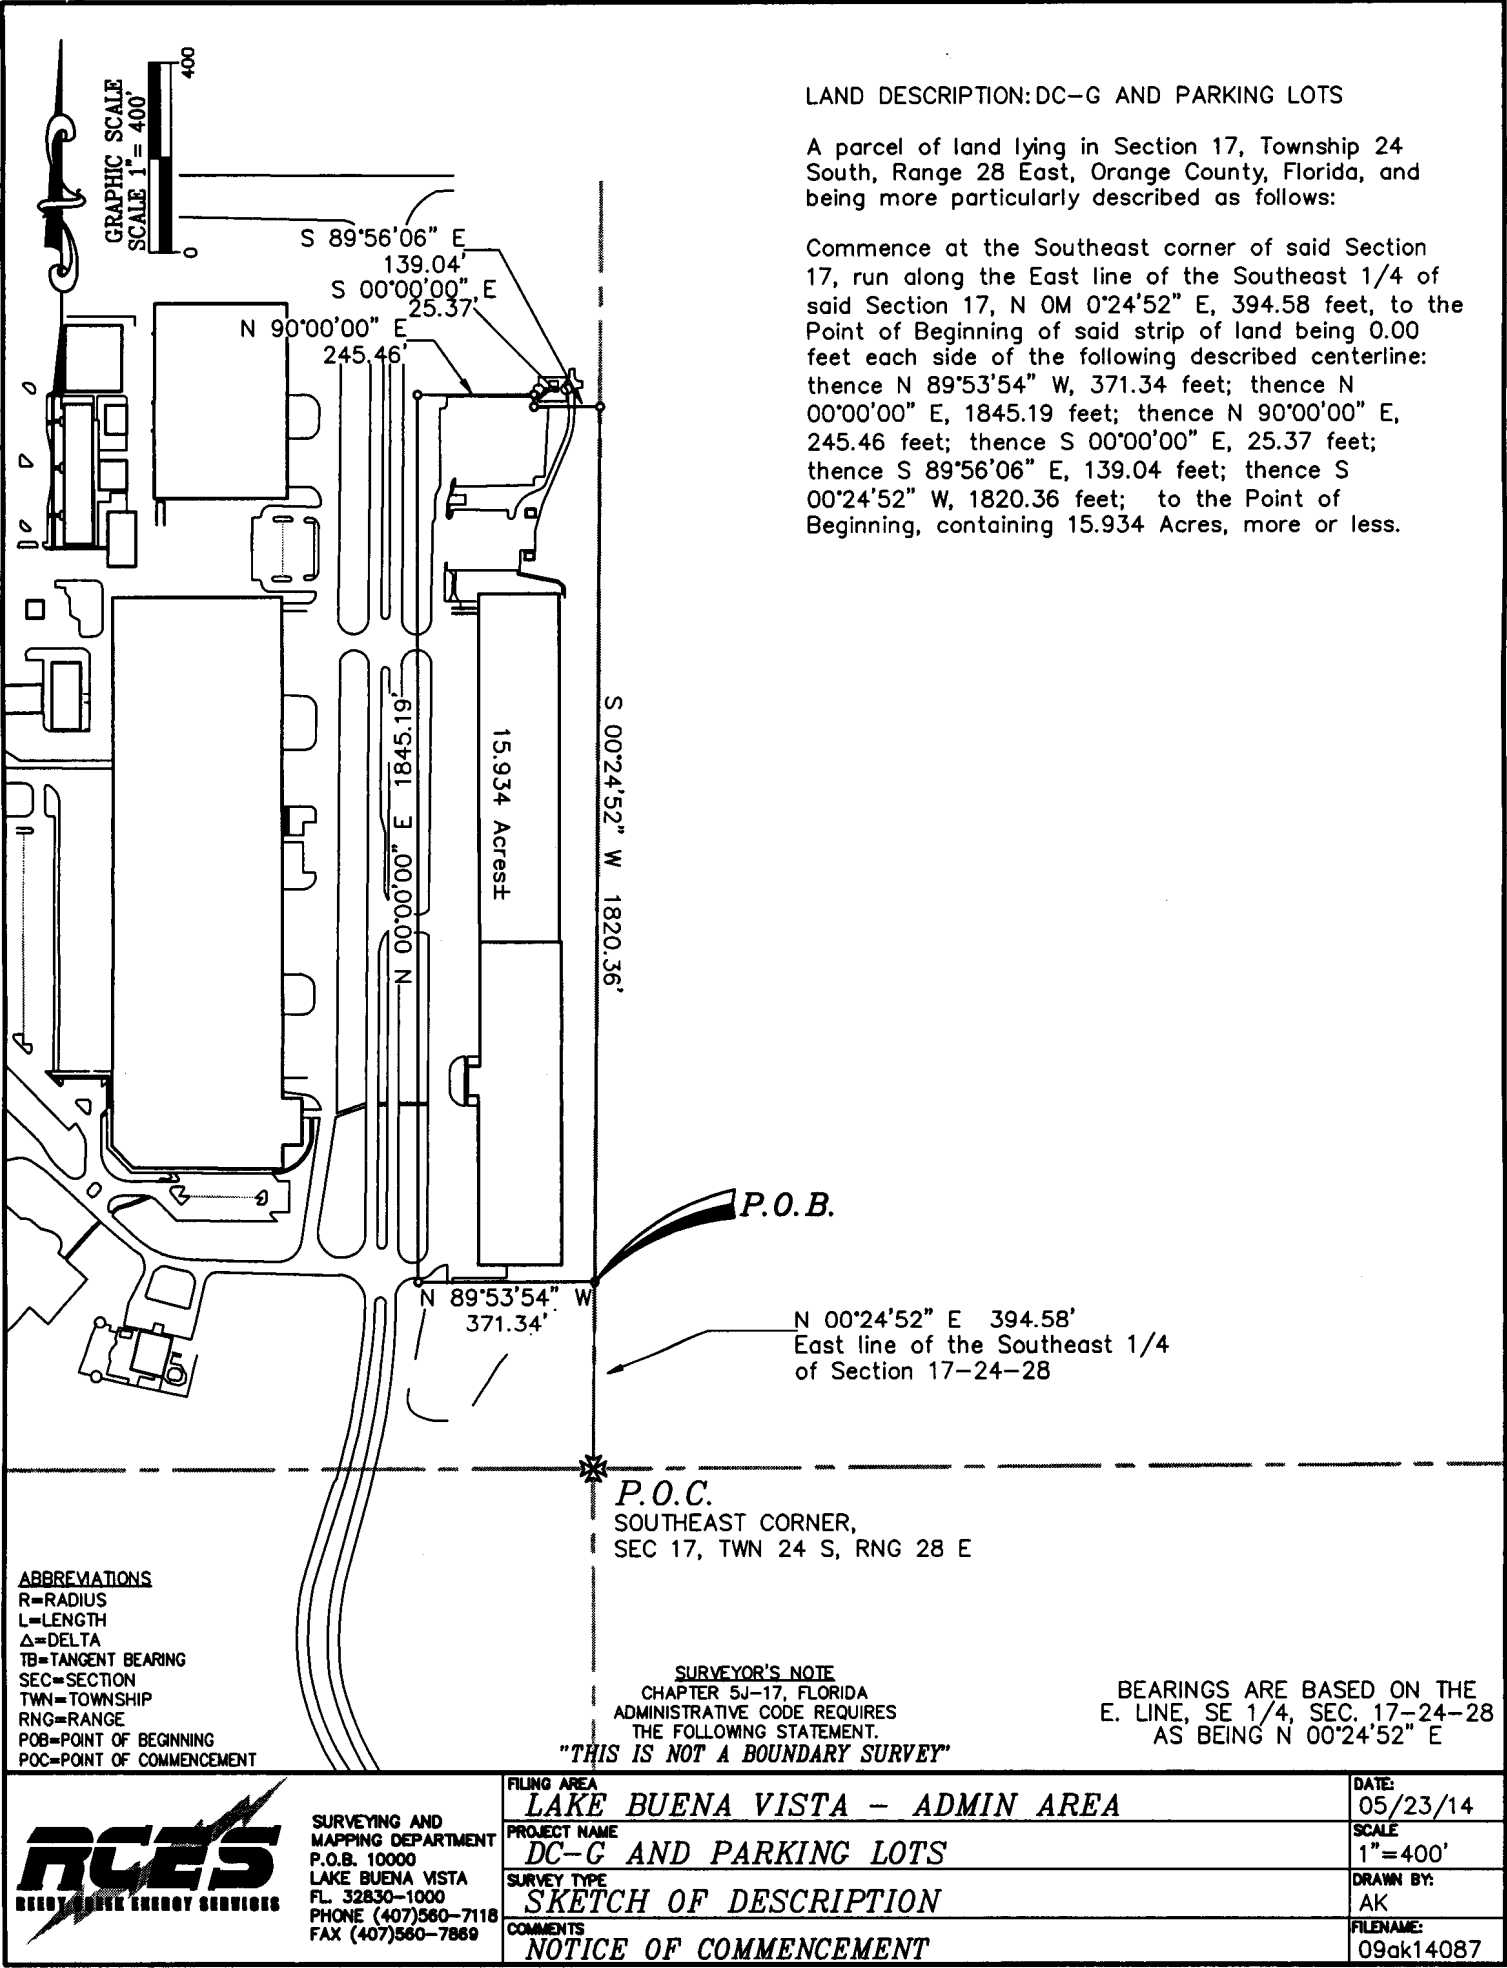 GRAPHIC SCALE
SCALE 1"= 400'
0
400
LAND DESCRIPTION: DC-G AND PARKING LOTS
A parcel of land lying in Section 17, Township 24
South, Range 28 East, Orange County, Florida, and
being more particularly described as follows:
Commence at the Southeast corner of said Section
17, run along the East line of the Southeast 1/4 of
said Section 17, N 0M 0°24'52" E, 394.58 feet, to the
Point of Beginning of said strip of land being 0.00
feet each side of the following described centerline:
thence N 89°53'54" W, 371.34 feet; thence N
00°00'00" E, 1845.19 feet; thence N 90°00'00" E,
245.46 feet; thence S 00°00'00" E, 25.37 feet;
thence S 89°56'06" E, 139.04 feet; thence S
00°24'52" W, 1820.36 feet; to the Point of
Beginning, containing 15.934 Acres, more or less.
S 89°56'06" E
139.04'
S 00°00'00" E
25.37'
N 90°00'00" E
245.46'
N 00°00'00" E 1845.19'
15.934 Acres±
S 00°24'52" W 1820.36'
P.O.B.
N 89°53'54" W
371.34'
N 00°24'52" E 394.58'
East line of the Southeast 1/4
of Section 17-24-28
P.O.C.
SOUTHEAST CORNER,
SEC 17, TWN 24 S, RNG 28 E
ABBREVIATIONS
R=RADIUS
L=LENGTH
Δ=DELTA
TB=TANGENT BEARING
SEC=SECTION
TWN=TOWNSHIP
RNG=RANGE
POB=POINT OF BEGINNING
POC=POINT OF COMMENCEMENT
SURVEYOR'S NOTE
CHAPTER 5J-17, FLORIDA
ADMINISTRATIVE CODE REQUIRES
THE FOLLOWING STATEMENT.
"THIS IS NOT A BOUNDARY SURVEY"
BEARINGS ARE BASED ON THE
E. LINE, SE 1/4, SEC. 17-24-28
AS BEING N 00°24'52" E
RCES
REEDY CREEK ENERGY SERVICES
SURVEYING AND
MAPPING DEPARTMENT
P.O.B. 10000
LAKE BUENA VISTA
FL. 32830-1000
PHONE (407)560-7118
FAX (407)560-7869
FILING AREA
LAKE BUENA VISTA - ADMIN AREA
PROJECT NAME
DC-G AND PARKING LOTS
SURVEY TYPE
SKETCH OF DESCRIPTION
COMMENTS
NOTICE OF COMMENCEMENT
DATE:
05/23/14
SCALE
1"=400'
DRAWN BY:
AK
FILENAME:
09ak14087